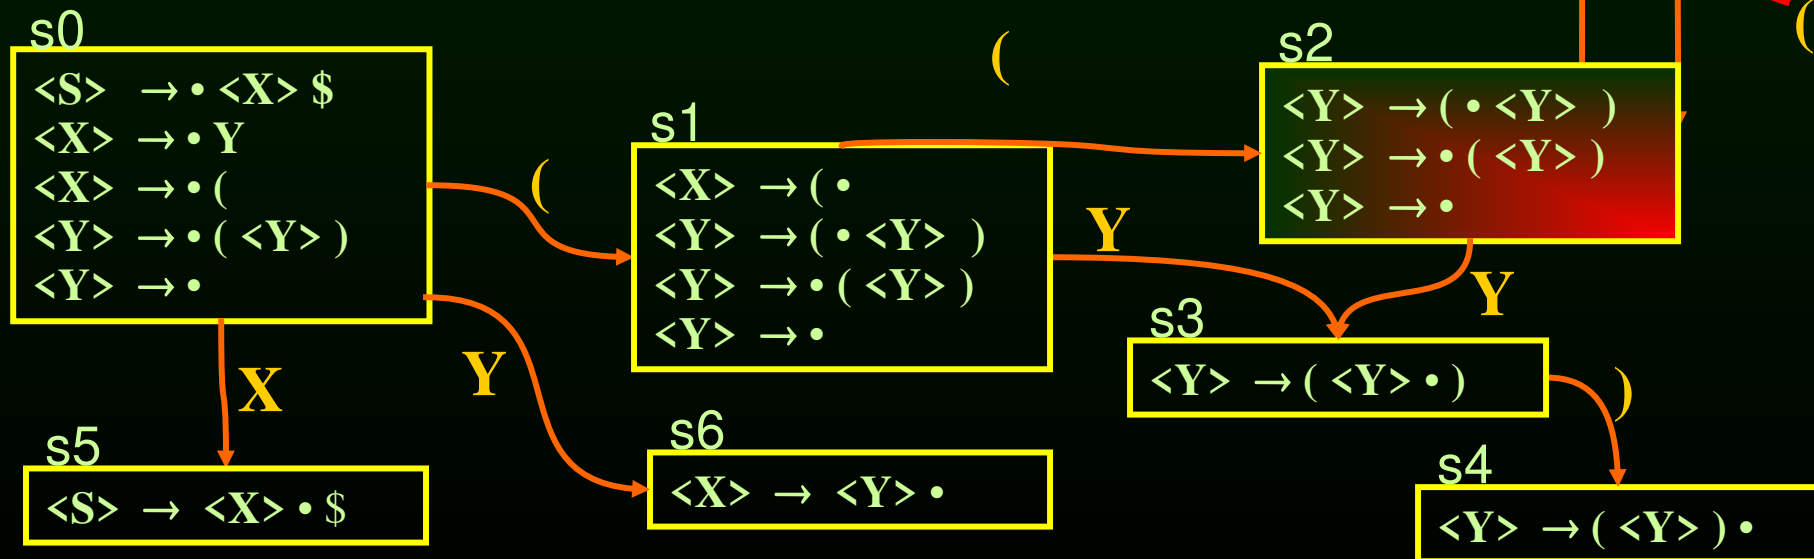 s0
<S> → • <X> $
<X> → • Y
<X> → • (
<Y> → • ( <Y> )
<Y> → •
(
X
Y
s5
<S> → <X> • $
(
s1
<X> → ( •
<Y> → ( • <Y> )
<Y> → • ( <Y> )
<Y> → •
Y
s6
<X> → <Y> •
s2
<Y> → ( • <Y> )
<Y> → • ( <Y> )
<Y> → •
(
Y
s3
<Y> → ( <Y> • )
)
s4
<Y> → ( <Y> ) •